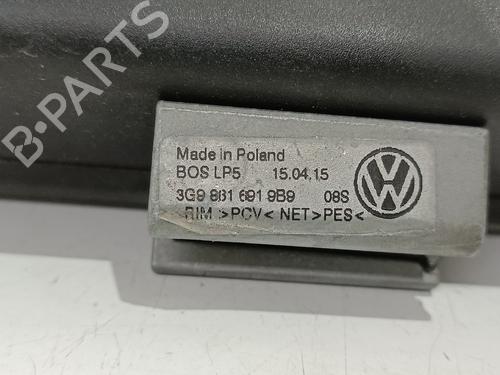 B-PARTS
Made in Poland
BOS LP5 15.04.15
3G9 861 691 9B9 08S
RIM >PCV< NET >PES<